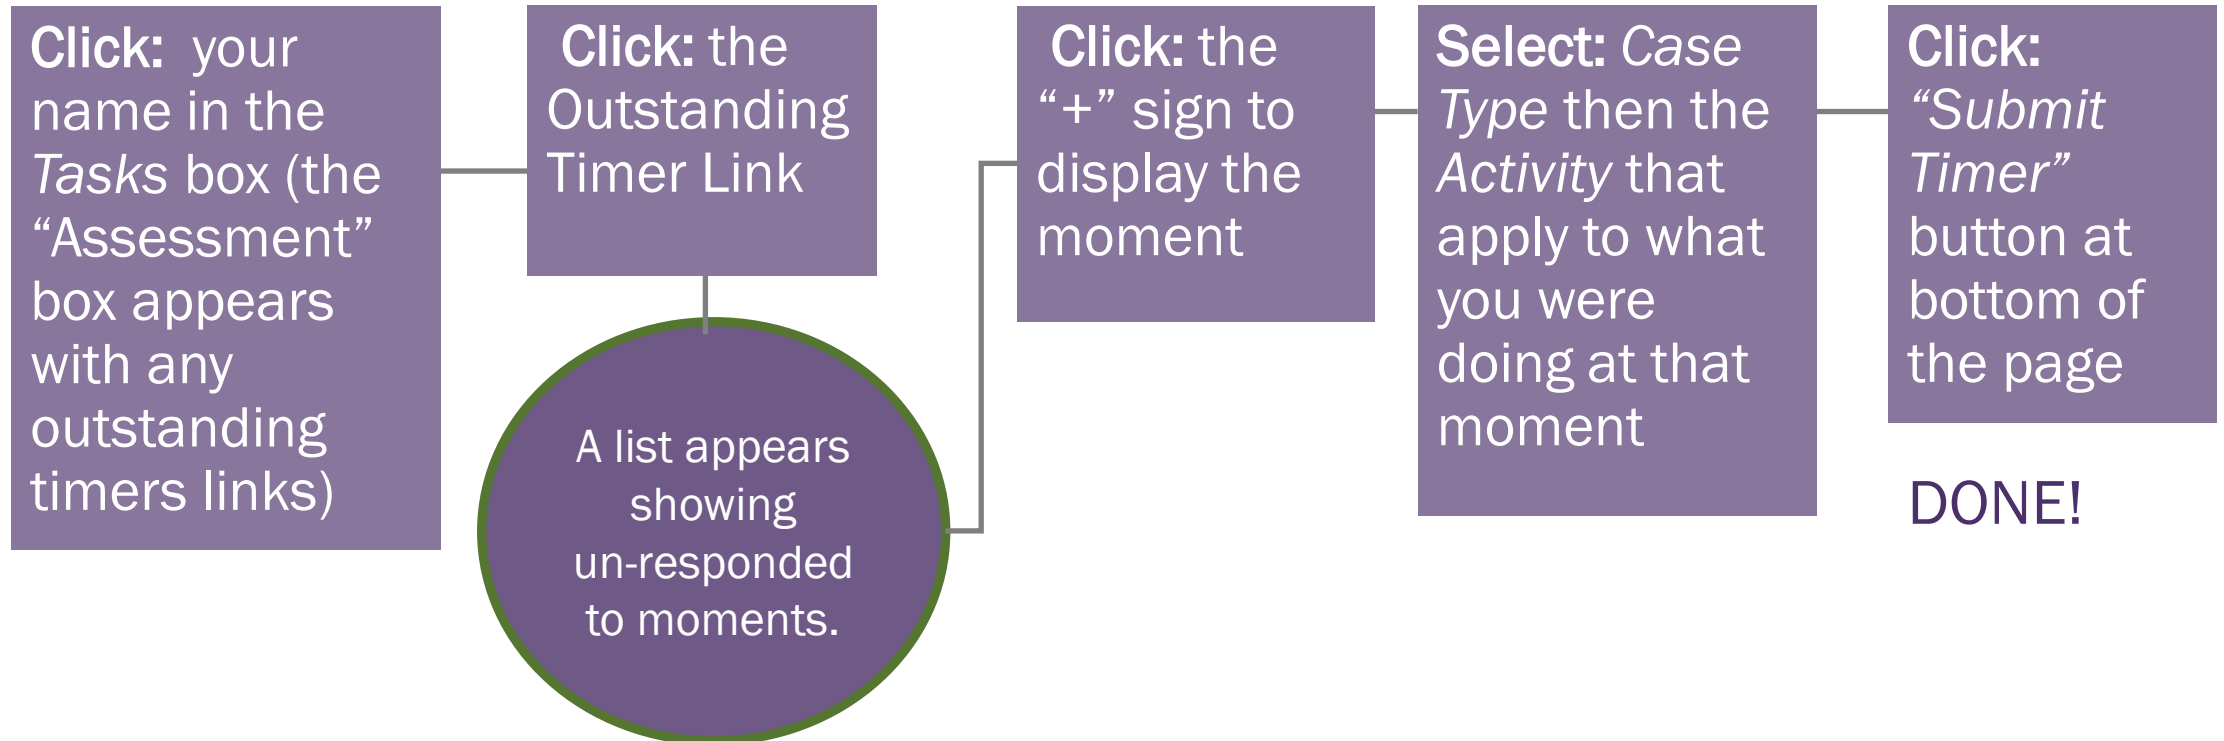 Click: your
name in the
Tasks box (the
“Assessment”
box appears
with any
outstanding
timers links)
Click: the
Outstanding
Timer Link
A list appears
showing
un-responded
to moments.
Click: the
“+” sign to
display the
moment
Select: Case
Type then the
Activity that
apply to what
you were
doing at that
moment
Click:
“Submit
Timer”
button at
bottom of
the page
DONE!